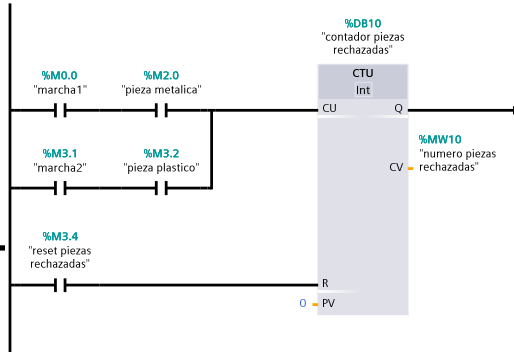 %DB10
"contador piezas
rechazadas"
CTU
Int
%M0.0
"marcha1"
%M2.0
"pieza metalica"
CU
Q
%M3.1
"marcha2"
%M3.2
"pieza plastico"
%MW10
"numero piezas
rechazadas"
CV
%M3.4
"reset piezas
rechazadas"
R
0
PV